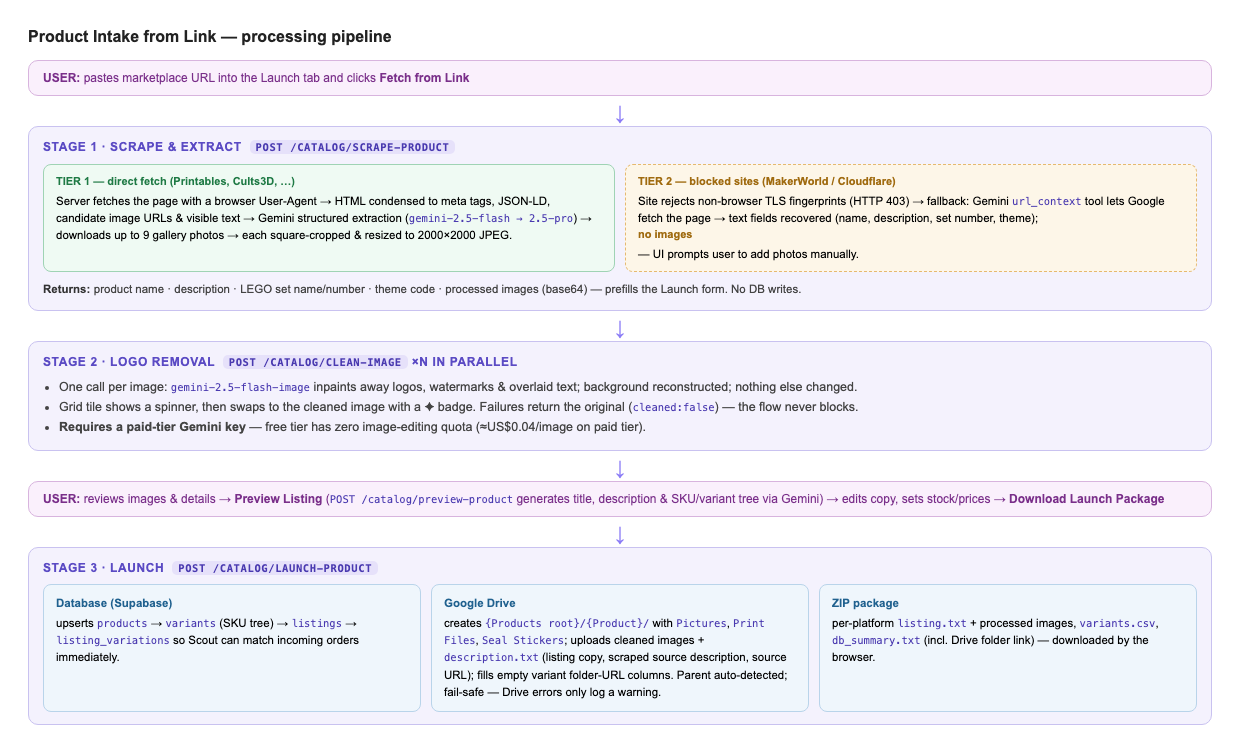 Product Intake from Link — processing pipeline
USER: pastes marketplace URL into the Launch tab and clicks Fetch from Link
↓
STAGE 1 · SCRAPE & EXTRACT POST /CATALOG/SCRAPE-PRODUCT
TIER 1 — direct fetch (Printables, Cults3D, …)
Server fetches the page with a browser User-Agent → HTML condensed to meta tags, JSON-LD,
candidate image URLs & visible text → Gemini structured extraction (gemini-2.5-flash → 2.5-pro) →
downloads up to 9 gallery photos → each square-cropped & resized to 2000×2000 JPEG.
TIER 2 — blocked sites (MakerWorld / Cloudflare)
Site rejects non-browser TLS fingerprints (HTTP 403) → fallback: Gemini url_context tool lets Google
fetch the page → text fields recovered (name, description, set number, theme);
no images
— UI prompts user to add photos manually.
Returns: product name · description · LEGO set name/number · theme code · processed images (base64) — prefills the Launch form. No DB writes.
↓
STAGE 2 · LOGO REMOVAL POST /CATALOG/CLEAN-IMAGE ×N IN PARALLEL
• One call per image: gemini-2.5-flash-image inpaints away logos, watermarks & overlaid text; background reconstructed; nothing else changed.
• Grid tile shows a spinner, then swaps to the cleaned image with a ✦ badge. Failures return the original (cleaned:false) — the flow never blocks.
• Requires a paid-tier Gemini key — free tier has zero image-editing quota (≈US$0.04/image on paid tier).
↓
USER: reviews images & details → Preview Listing (POST /catalog/preview-product generates title, description & SKU/variant tree via Gemini) → edits copy, sets stock/prices → Download Launch Package
↓
STAGE 3 · LAUNCH POST /CATALOG/LAUNCH-PRODUCT
Database (Supabase)
upserts products → variants (SKU tree) → listings →
listing_variations so Scout can match incoming orders
immediately.
Google Drive
creates {Products root}/{Product}/ with Pictures, Print
Files, Seal Stickers; uploads cleaned images +
description.txt (listing copy, scraped source description, source
URL); fills empty variant folder-URL columns. Parent auto-detected;
fail-safe — Drive errors only log a warning.
ZIP package
per-platform listing.txt + processed images, variants.csv,
db_summary.txt (incl. Drive folder link) — downloaded by the
browser.